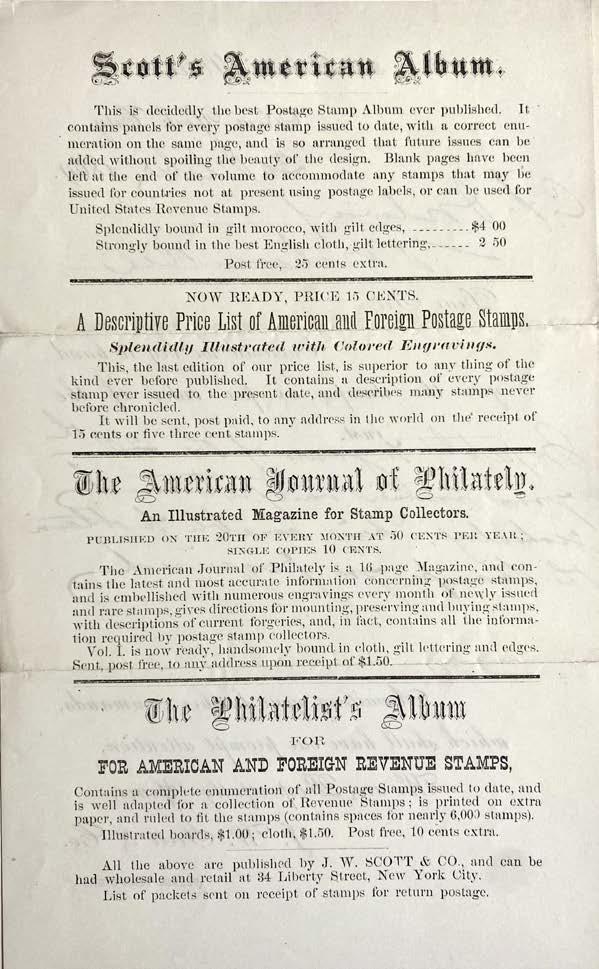 Scott's American Album.
This is decidedly the best Postage Stamp Album ever published. It
contains panels for every postage stamp issued to date, with a correct enu-
meration on the same page, and is so arranged that future issues can be
added without spoiling the beauty of the design. Blank pages have been
left at the end of the volume to accommodate any stamps that may be
issued for countries not at present using postage labels, or can be used for
United States Revenue Stamps.
Splendidly bound in gilt morocco, with gilt edges, ---------$4 00
Strongly bound in the best English cloth, gilt lettering,------ 2 50
Post free, 25 cents extra.
NOW READY, PRICE 15 CENTS.
A Descriptive Price List of American and Foreign Postage Stamps.
Splendidly Illustrated with Colored Engravings.
This, the last edition of our price list, is superior to any thing of the
kind ever before published. It contains a description of every postage
stamp ever issued to the present date, and describes many stamps never
before chronicled.
It will be sent, post paid, to any address in the world on the receipt of
15 cents or five three cent stamps.
The American Journal of Philately.
An Illustrated Magazine for Stamp Collectors.
PUBLISHED ON THE 20TH OF EVERY MONTH AT 50 CENTS PER YEAR;
SINGLE COPIES 10 CENTS.
The American Journal of Philately is a 16 page Magazine, and con-
tains the latest and most accurate information concerning postage stamps,
and is embellished with numerous engravings every month of newly issued
and rare stamps, gives directions for mounting, preserving and buying stamps,
with descriptions of current forgeries, and, in fact, contains all the informa-
tion required by postage stamp collectors.
Vol. I. is now ready, handsomely bound in cloth, gilt lettering and edges.
Sent, post free, to any address upon receipt of $1.50.
The Philatelist's Album
FOR
FOR AMERICAN AND FOREIGN REVENUE STAMPS,
Contains a complete enumeration of all Postage Stamps issued to date, and
is well adapted for a collection of Revenue Stamps; is printed on extra
paper, and ruled to fit the stamps (contains spaces for nearly 6,000 stamps).
Illustrated boards, $1.00; cloth, $1.50. Post free, 10 cents extra.
All the above are published by J. W. SCOTT & CO., and can be
had wholesale and retail at 34 Liberty Street, New York City.
List of packets sent on receipt of stamps for return postage.